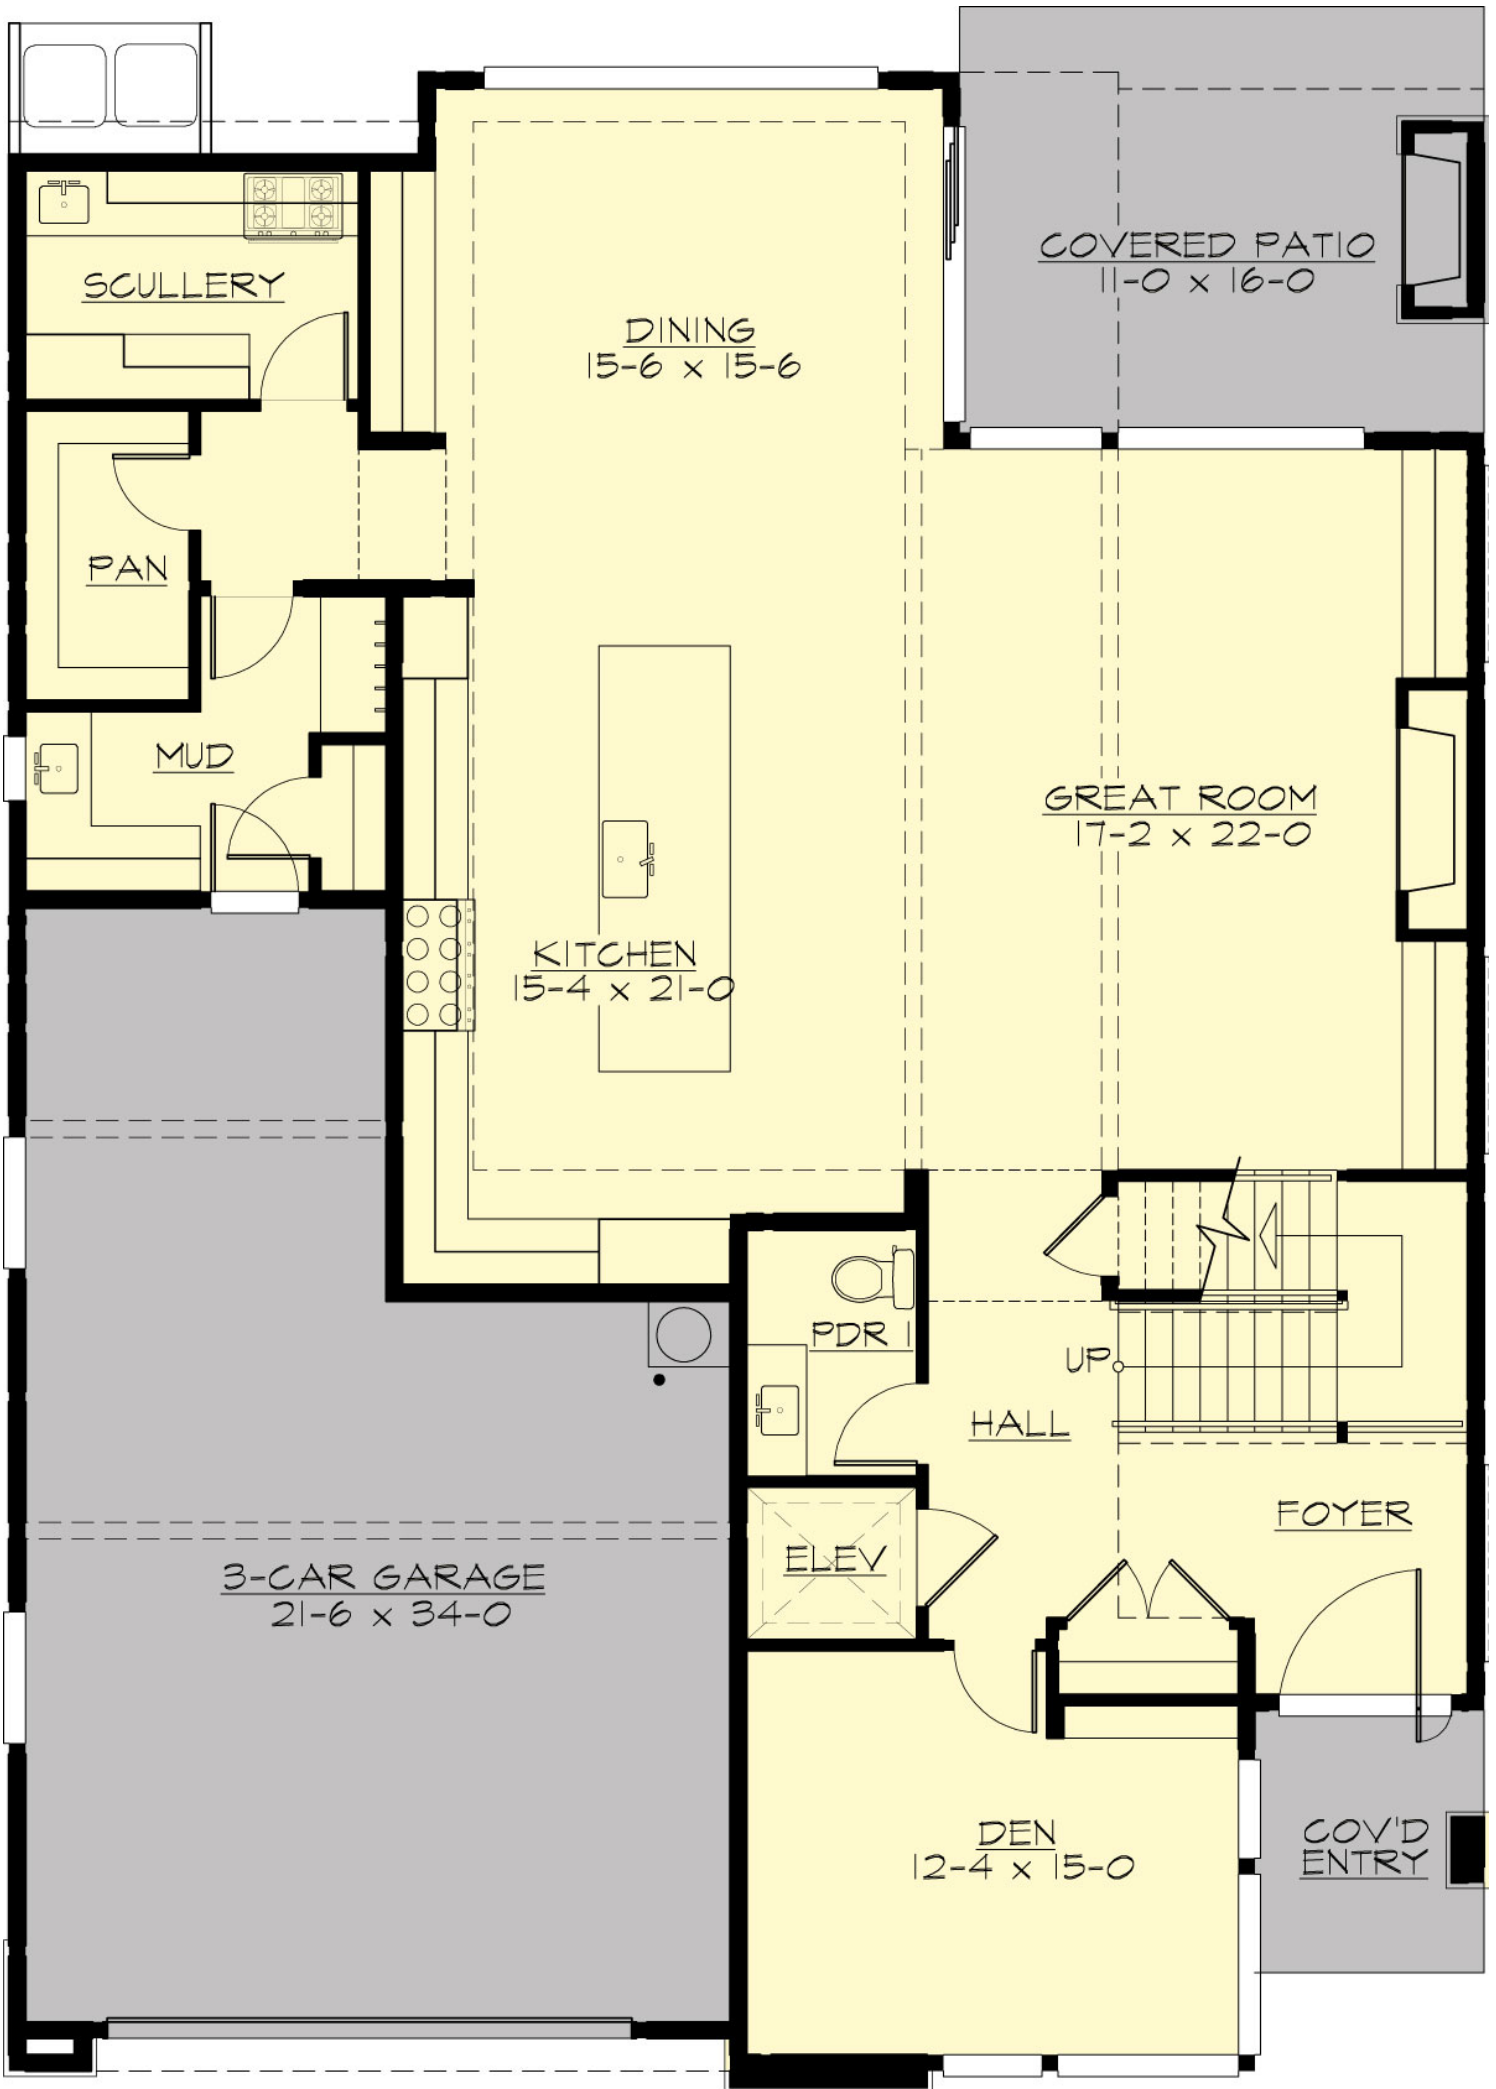 COVERED PATIO
11-0 x 16-0
SCULLERY
DINING
15-6 x 15-6
PAN
MUD
GREAT ROOM
17-2 x 22-0
KITCHEN
15-4 x 21-0
PDR 1
UP
HALL
FOYER
ELEV
3-CAR GARAGE
21-6 x 34-0
DEN
12-4 x 15-0
COV'D
ENTRY